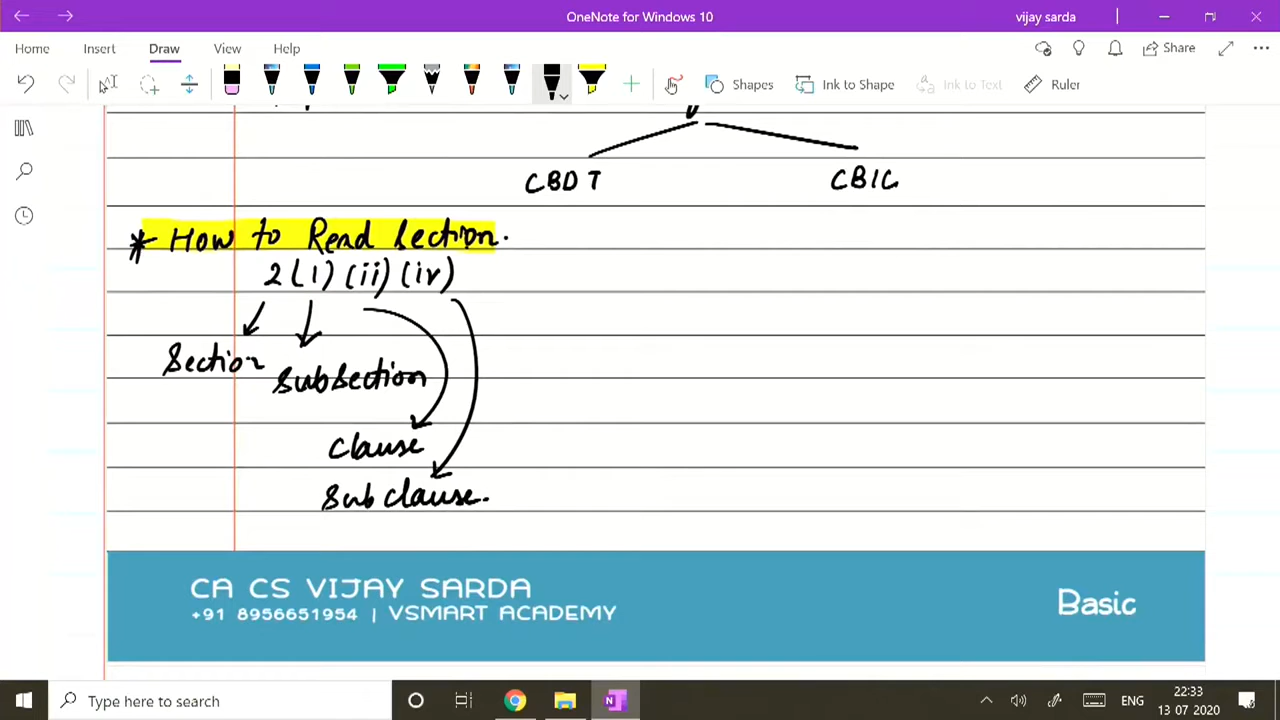 OneNote for Windows 10
vijay sarda
Home Insert Draw View Help
Share
Shapes
Ink to Shape
Ink to Text
Ruler
CBDT CBIC
* How to Read Section.
2(1)(ii)(iv)
Section
Subsection
Clause
Sub clause.
CA CS VIJAY SARDA
+91 8956651954 | VSMART ACADEMY
Basic
Type here to search
ENG
22:33
13 07 2020
3